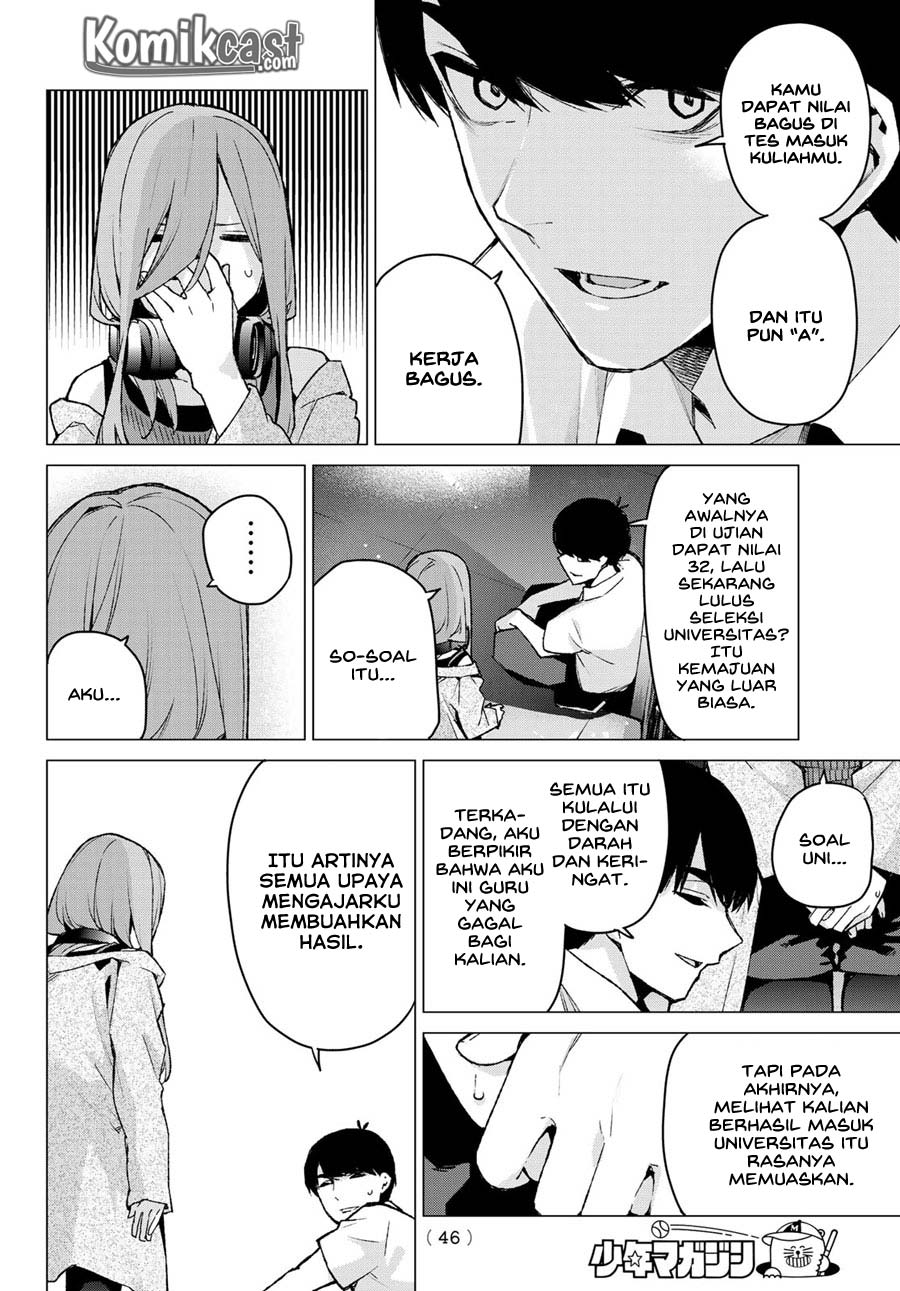 Komikcast
.com
KAMU
DAPAT NILAI
BAGUS DI
TES MASUK
KULIAHMU.
DAN ITU
PUN "A".
KERJA
BAGUS.
YANG
AWALNYA
DI UJIAN
DAPAT NILAI
32, LALU
SEKARANG
LULUS
SELEKSI
UNIVERSITAS?
ITU
KEMAJUAN
YANG LUAR
BIASA.
SO-SOAL
ITU...
......
AKU...
SOAL
UNI...
SEMUA ITU
KULALUI
DENGAN
DARAH
DAN KERI-
NGAT.
TERKA-
DANG, AKU
BERPIKIR
BAHWA AKU
INI GURU
YANG
GAGAL
BAGI
KALIAN.
TAPI PADA
AKHIRNYA,
MELIHAT KALIAN
BERHASIL MASUK
UNIVERSITAS ITU
RASANYA
MEMUASKAN.
ITU ARTINYA
SEMUA UPAYA
MENGAJARKU
MEMBUAHKAN
HASIL.
( 46 )
少年マガジン
M